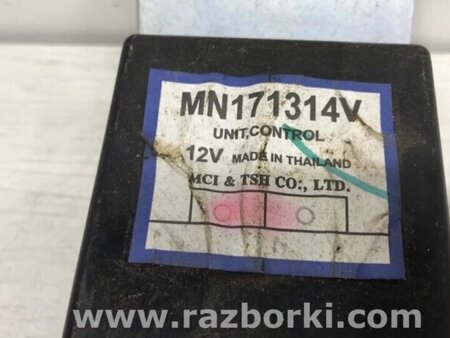 MN171314V
UNIT,CONTROL
12V MADE IN THAILAND
MCI & TSH CO:, LTD.
www.razborki.com